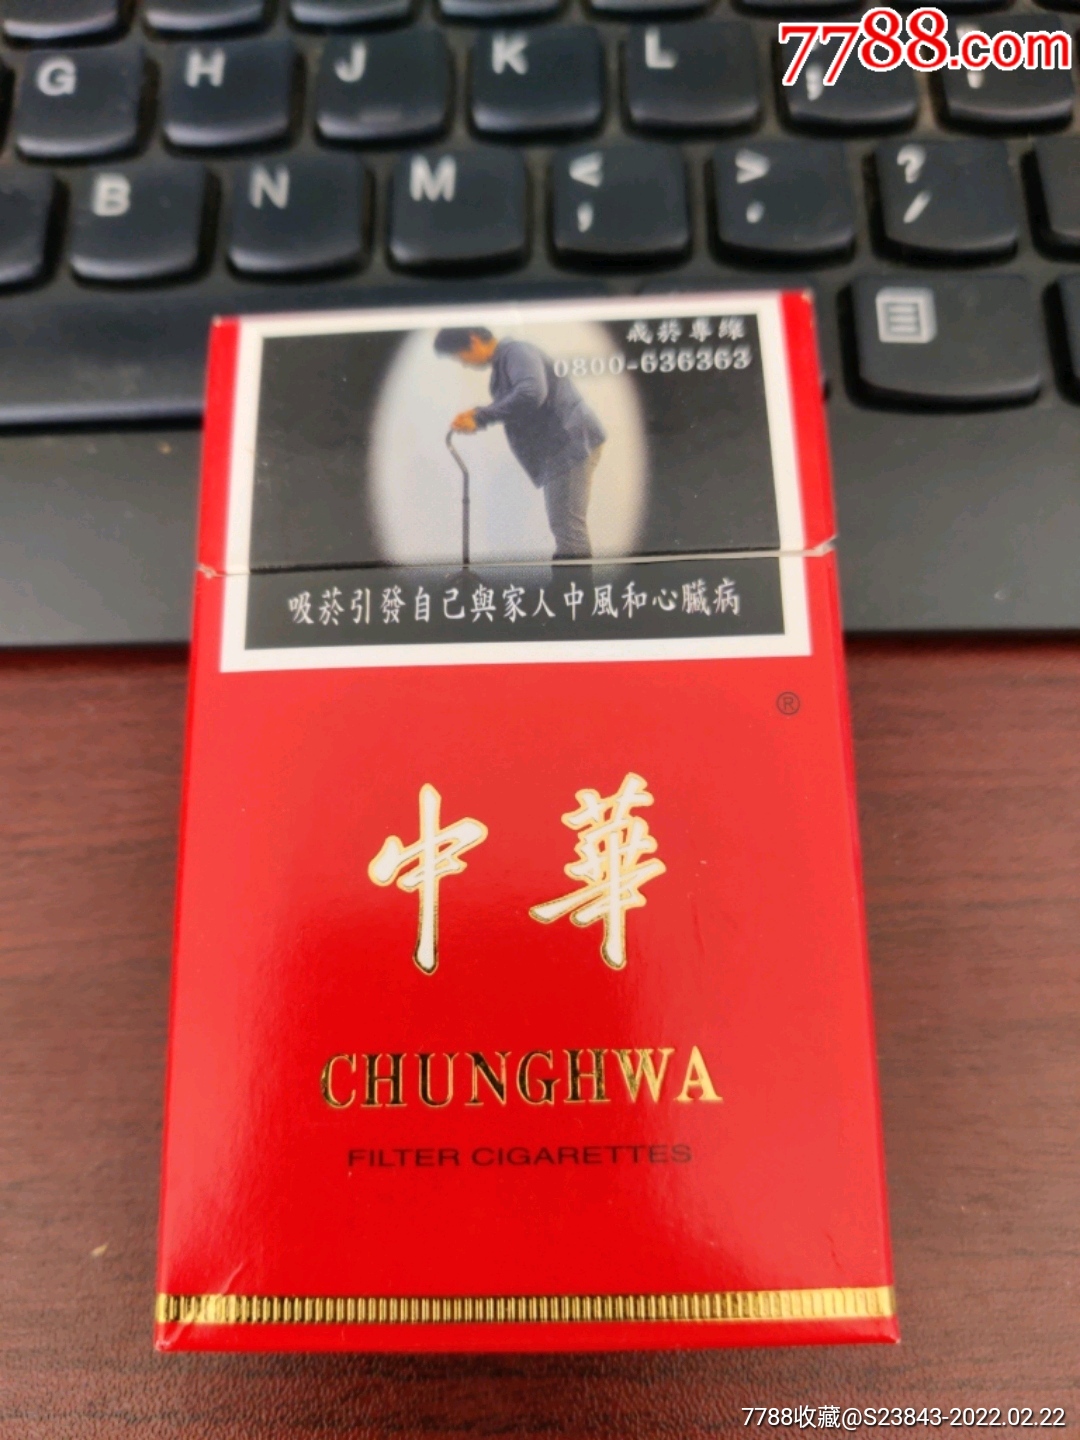 7788.com
G H J K L
B N M < , > . ? /
戒菸專線
0800-636363
吸菸引發自己與家人中風和心臟病
®
中華
CHUNGHWA
FILTER CIGARETTES
7788收藏@S23843-2022.02.22